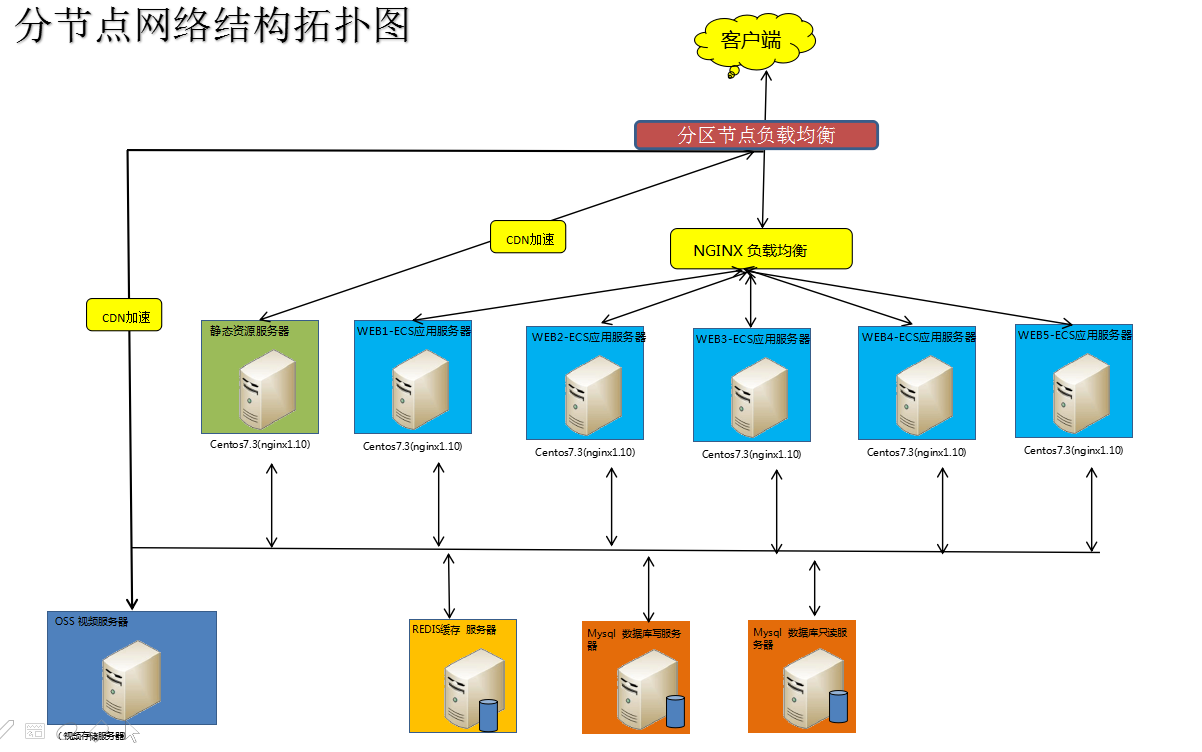 分节点网络结构拓扑图
客户端
分区节点负载均衡
CDN加速
NGINX 负载均衡
CDN加速
静态资源服务器
WEB1-ECS应用服务器
WEB2-ECS应用服务器
WEB3-ECS应用服务器
WEB4-ECS应用服务器
WEB5-ECS应用服务器
Centos7.3(nginx1.10)
Centos7.3(nginx1.10)
Centos7.3(nginx1.10)
Centos7.3(nginx1.10)
Centos7.3(nginx1.10)
Centos7.3(nginx1.10)
OSS 视频服务器
REDIS缓存 服务器
Mysql 数据库写服务
器
Mysql 数据库只读服
务器
(视频存储服务器)